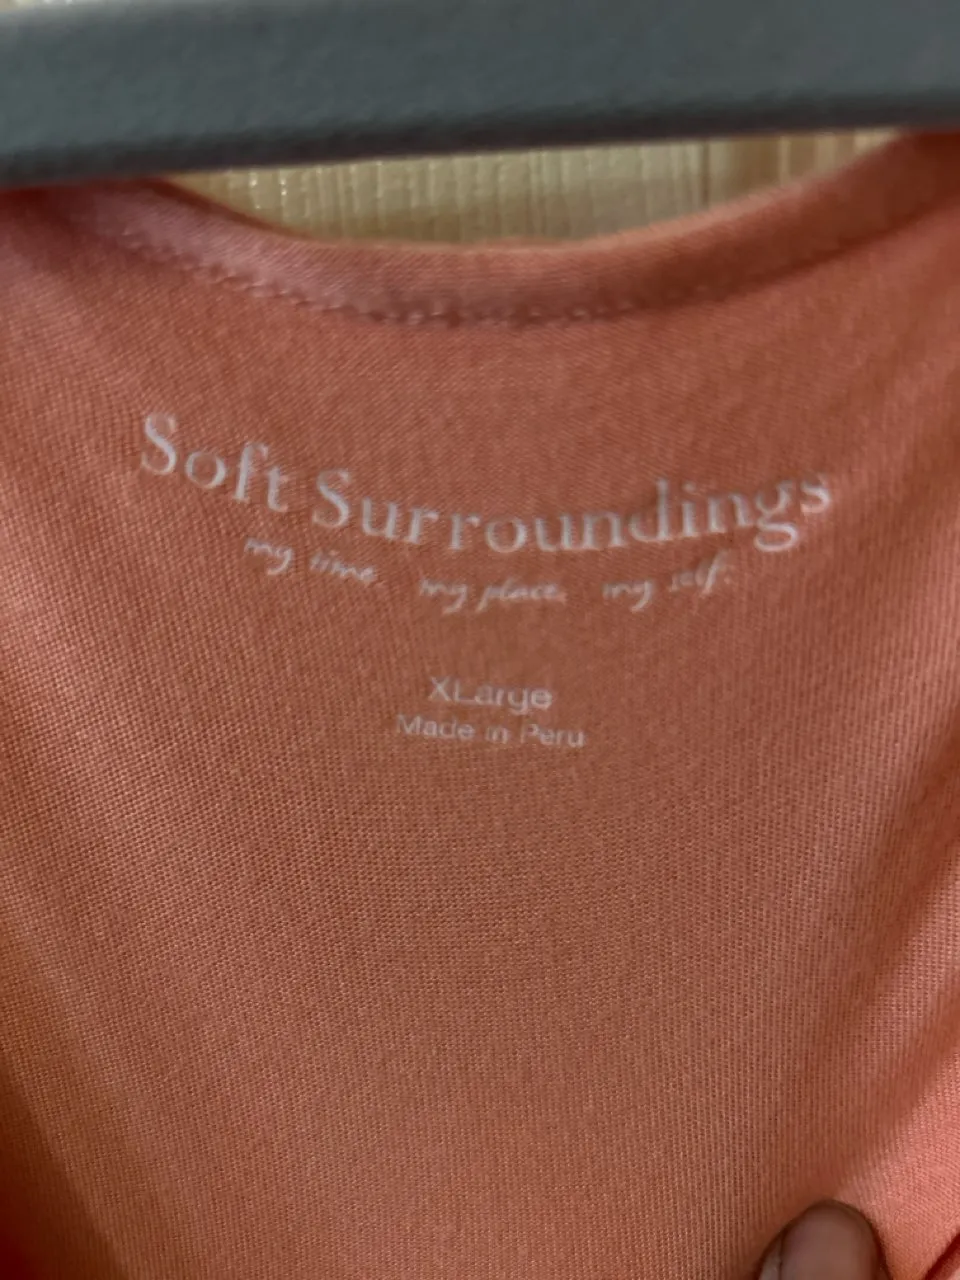 Soft Surroundings
my time. my place. my self.
XLarge
Made in Peru